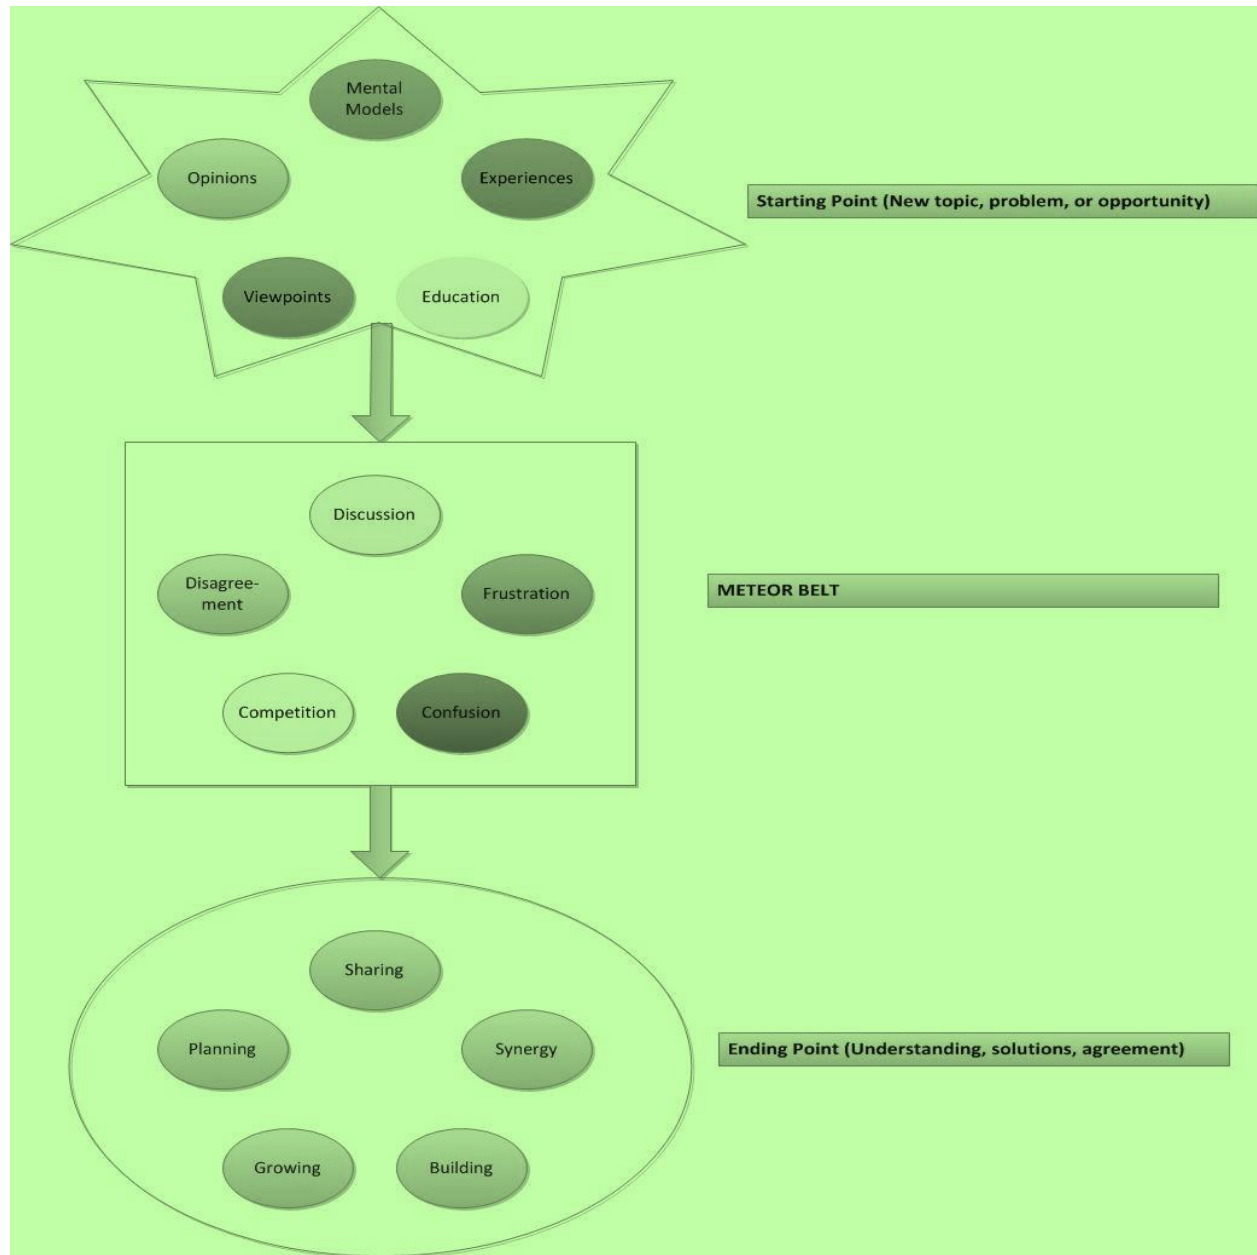 Mental
Models
Opinions
Experiences
Starting Point (New topic, problem, or opportunity)
Viewpoints
Education
Discussion
Disagree-
ment
Frustration
METEOR BELT
Competition
Confusion
Sharing
Planning
Synergy
Ending Point (Understanding, solutions, agreement)
Growing
Building